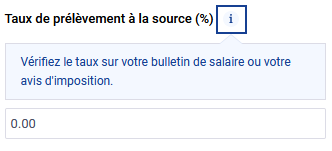 Taux de prélèvement à la source (%) i
Vérifiez le taux sur votre bulletin de salaire ou votre
avis d'imposition.
0.00